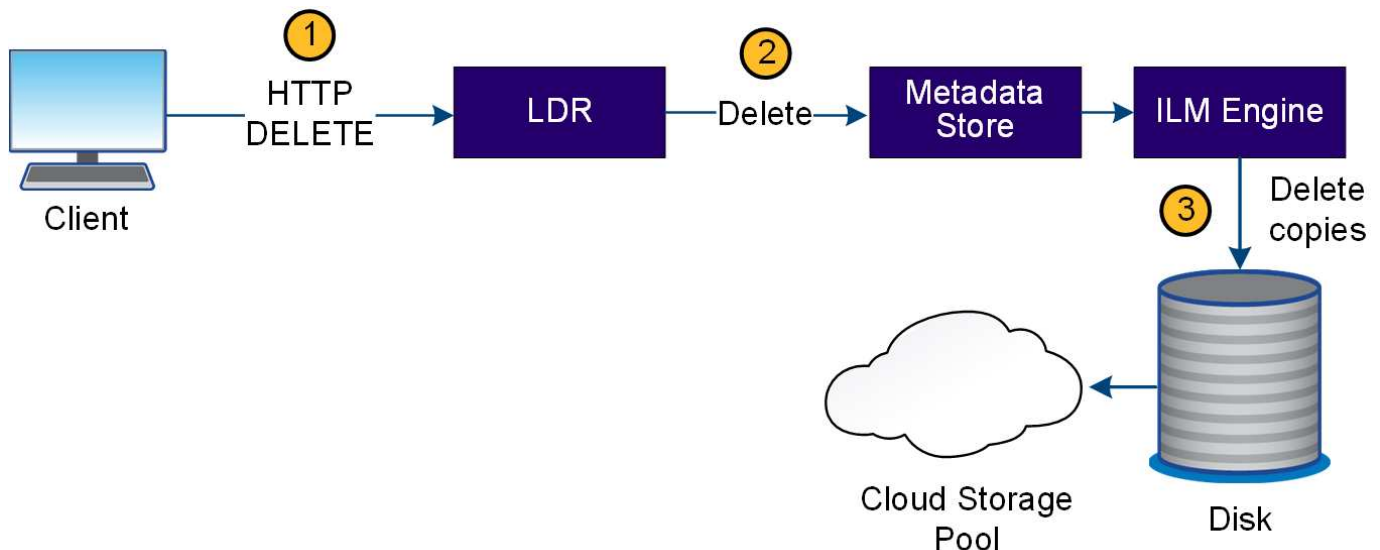 1
HTTP
DELETE
LDR
2
Delete
Metadata
Store
ILM Engine
3
Delete
copies
Client
Cloud Storage
Pool
Disk